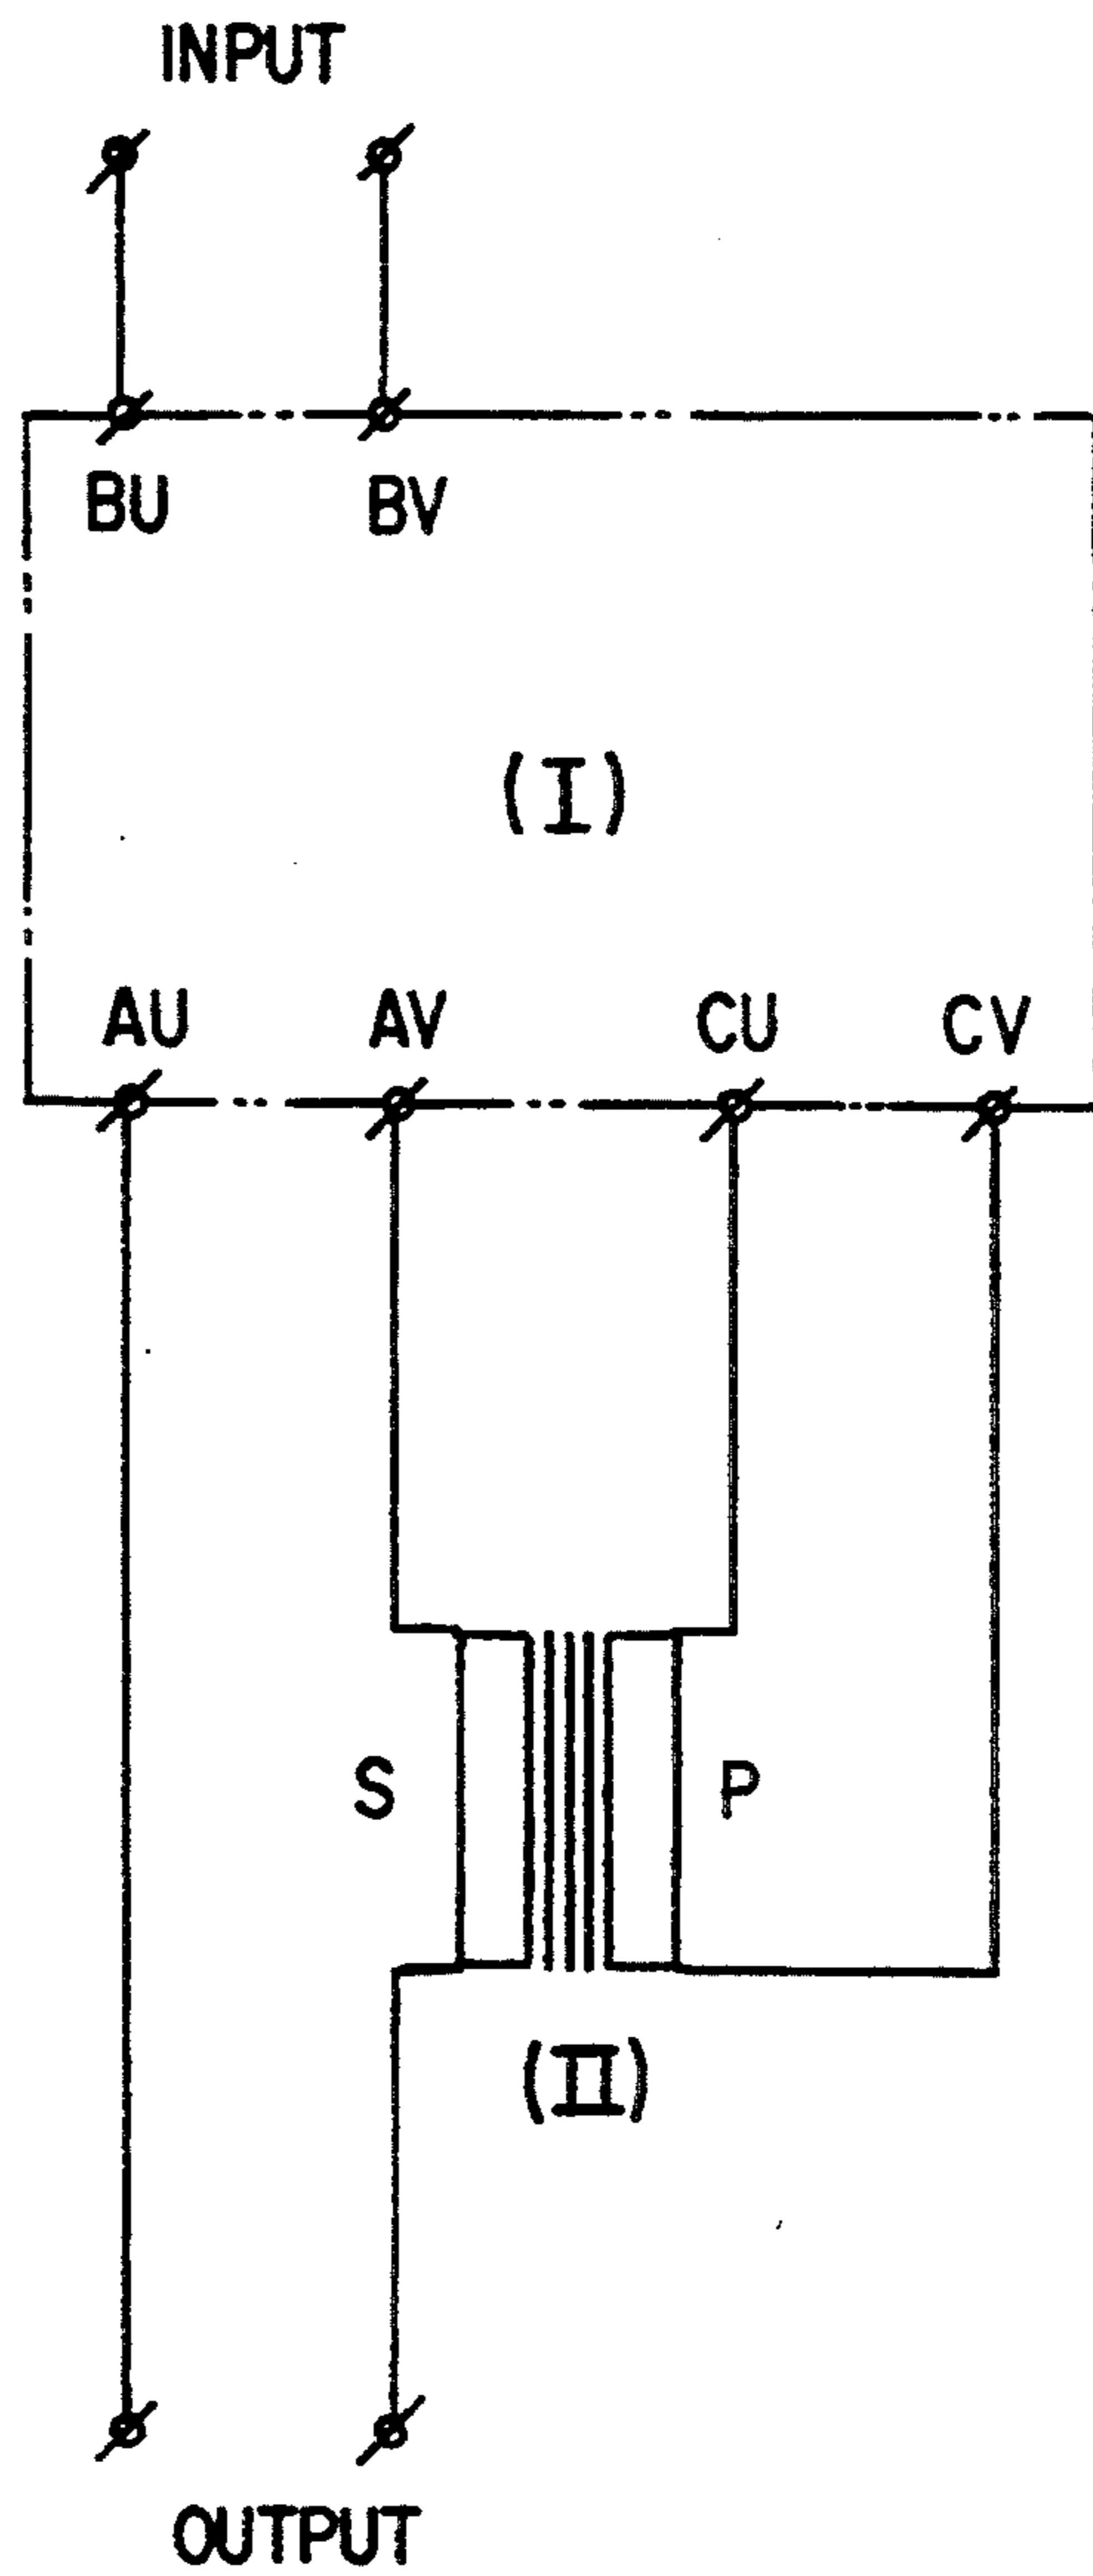 INPUT
BU BV
(I)
AU AV CU CV
S P
(II)
OUTPUT